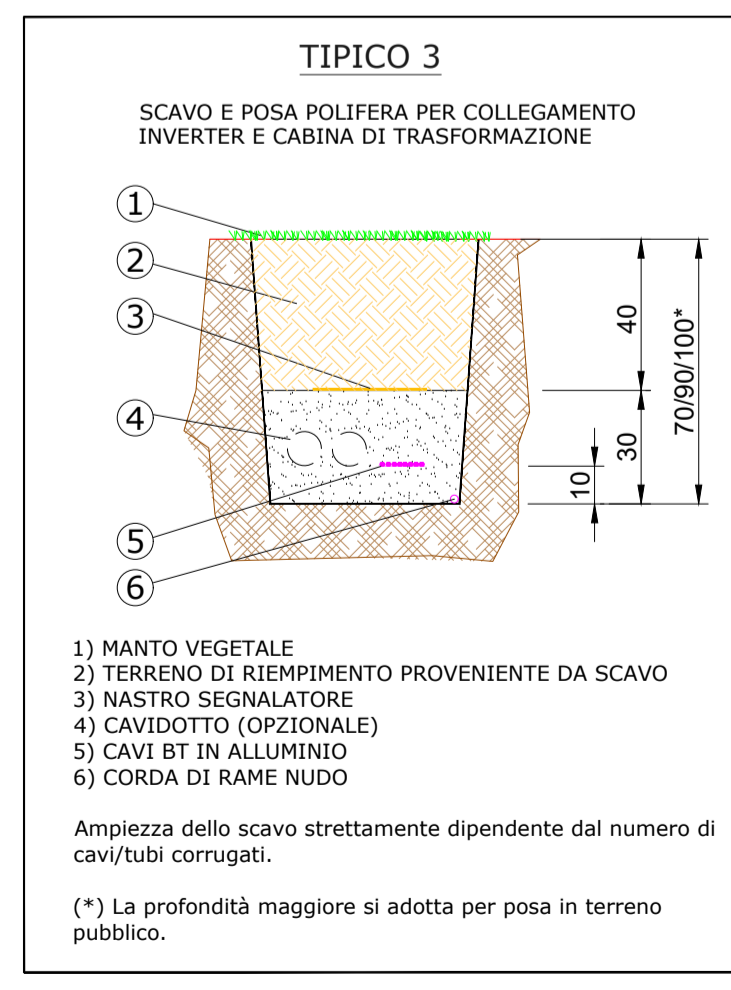 TIPICO 3
SCAVO E POSA POLIFERA PER COLLEGAMENTO
INVERTER E CABINA DI TRASFORMAZIONE
1
2
3
4
5
6
40
30
10
70/90/100*
1) MANTO VEGETALE
2) TERRENO DI RIEMPIMENTO PROVENIENTE DA SCAVO
3) NASTRO SEGNALATORE
4) CAVIDOTTO (OPZIONALE)
5) CAVI BT IN ALLUMINIO
6) CORDA DI RAME NUDO
Ampiezza dello scavo strettamente dipendente dal numero di
cavi/tubi corrugati.
(*) La profondità maggiore si adotta per posa in terreno
pubblico.